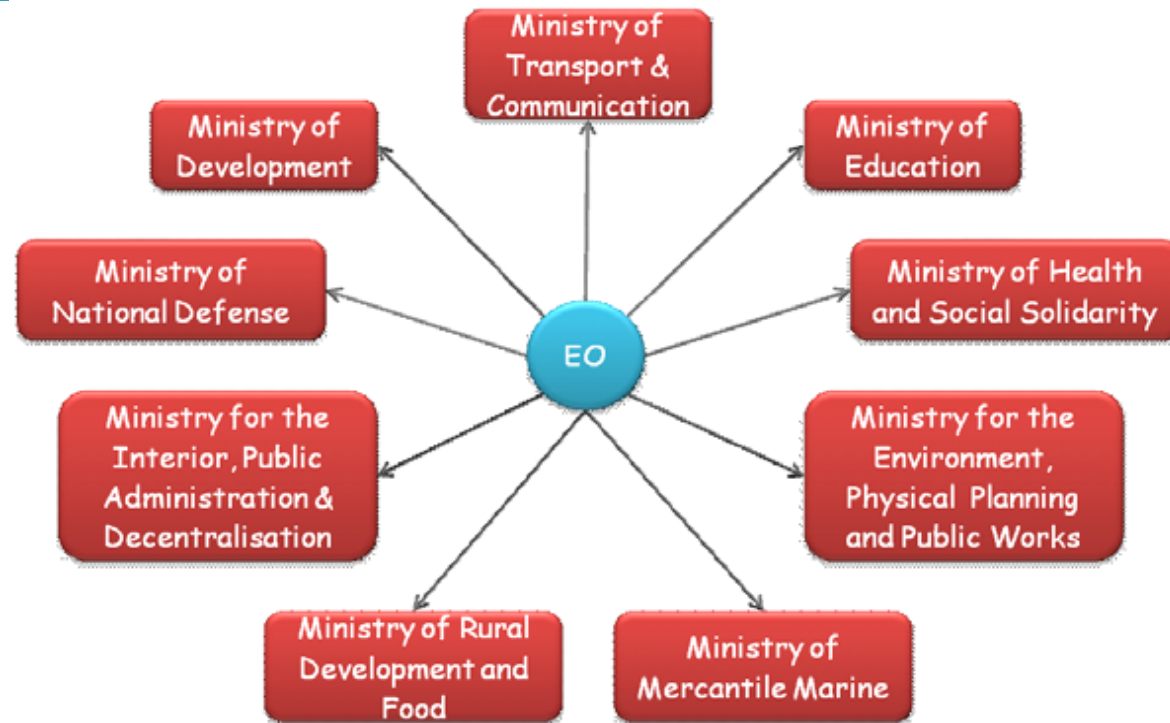 Ministry of
Transport &
Communication
Ministry of
Development
Ministry of
Education
Ministry of
National Defense
Ministry of Health
and Social Solidarity
EO
Ministry for the
Interior, Public
Administration &
Decentralisation
Ministry for the
Environment,
Physical Planning
and Public Works
Ministry of Rural
Development and
Food
Ministry of
Mercantile Marine